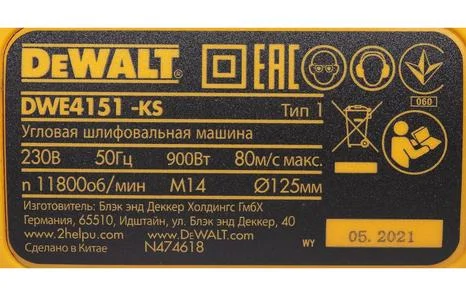 DEWALT® EAC
DWE4151 -KS Тип 1
060
Угловая шлифовальная машина
230В 50Гц 900Вт 80м/с макс.
n 11800об/мин M14 Ø125мм
Изготовитель: Блэк энд Деккер Холдингс ГмбХ
Германия, 65510, Идштайн, ул. Блэк энд Деккер, 40
www.2helpu.com www.DEWALT.com
Сделано в Китае N474618
WY 05. 2021